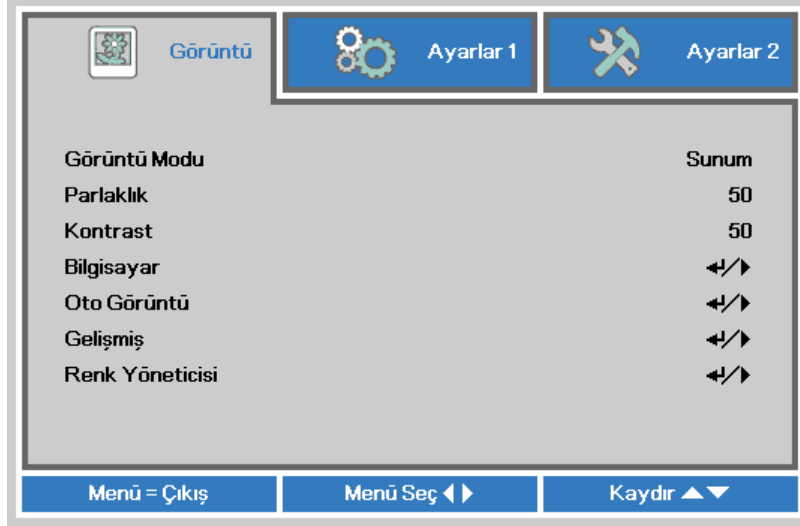 Görüntü
Ayarlar 1
Ayarlar 2
Görüntü Modu Sunum
Parlaklık 50
Kontrast 50
Bilgisayar
Oto Görüntü
Gelişmiş
Renk Yöneticisi
Menü = Çıkış
Menü Seç
Kaydır